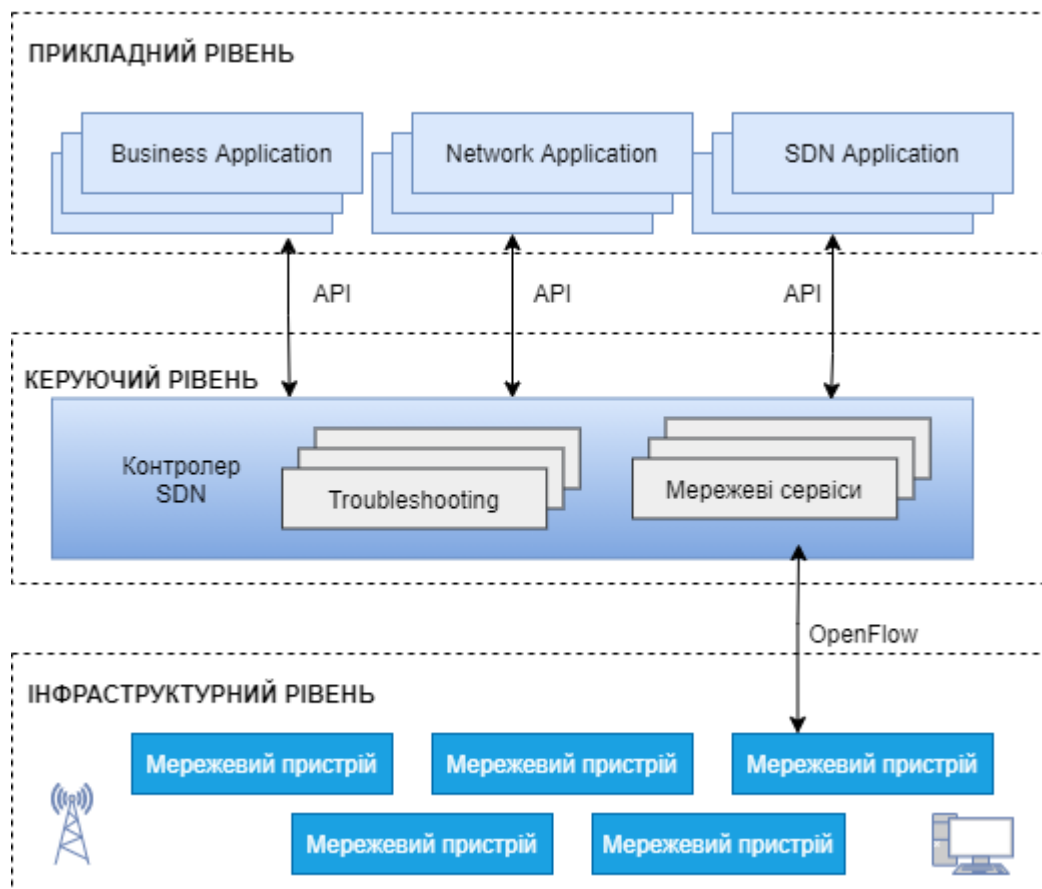 ПРИКЛАДНИЙ РІВЕНЬ
Business Application
Network Application
SDN Application
API
API
API
КЕРУЮЧИЙ РІВЕНЬ
Контролер
SDN
Troubleshooting
Мережеві сервіси
OpenFlow
ІНФРАСТРУКТУРНИЙ РІВЕНЬ
Мережевий пристрій
Мережевий пристрій
Мережевий пристрій
Мережевий пристрій
Мережевий пристрій